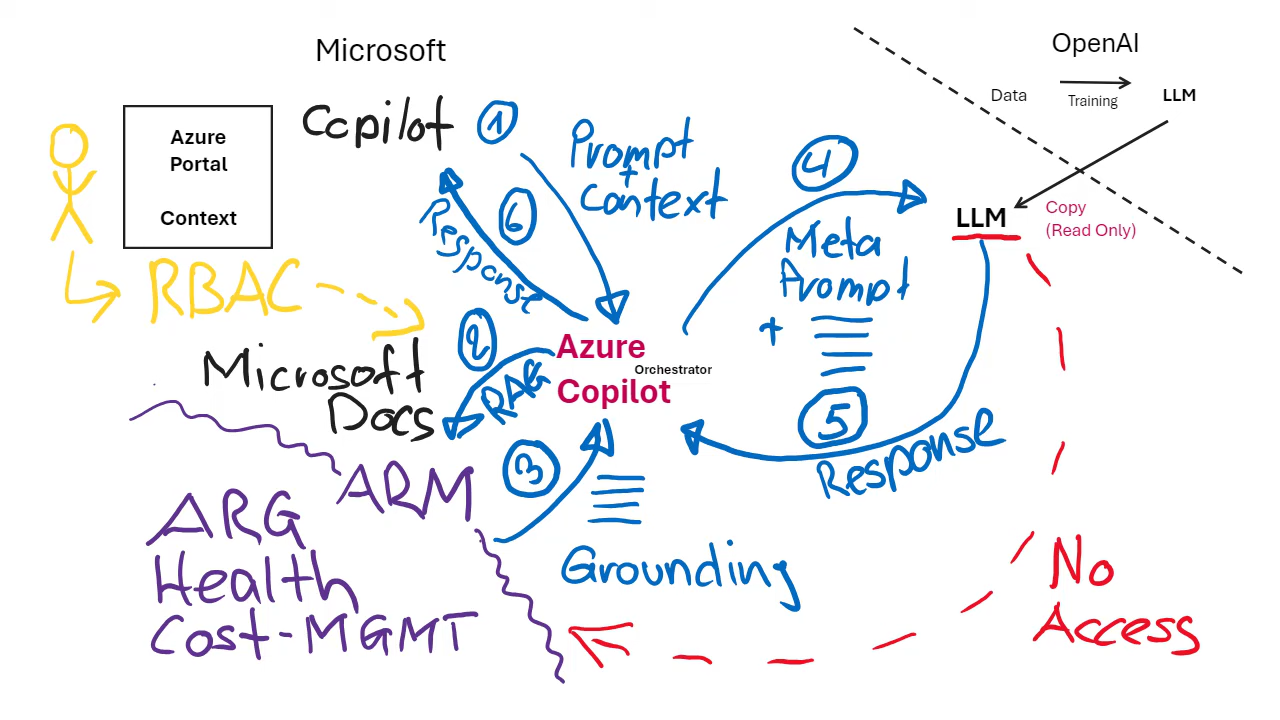 Microsoft
OpenAI
Data
Training
LLM
Azure
Portal
Context
Copilot
1
Prompt
+
Context
6
Response
4
LLM
Copy
(Read Only)
Meta
Prompt
+
RBAC
2
RAG
Microsoft
Docs
Azure
Orchestrator
Copilot
5
Response
3
Grounding
ARM
ARG
Health
Cost-MGMT
No
Access